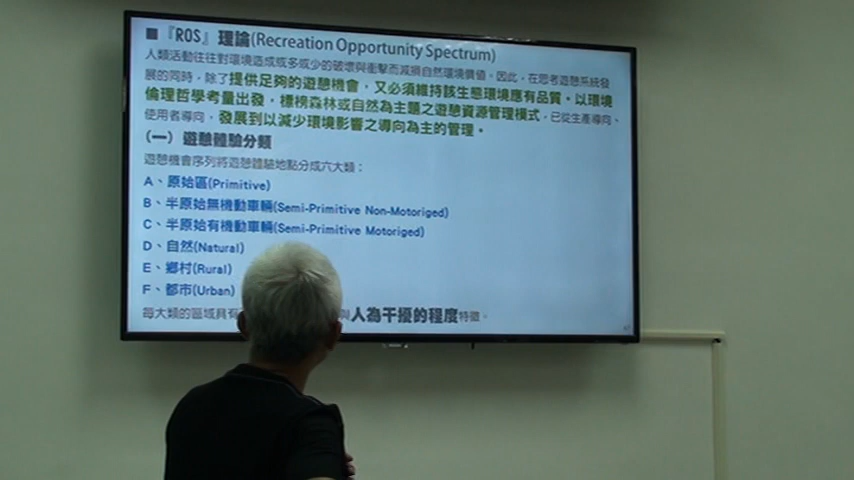 ■『ROS』理論(Recreation Opportunity Spectrum)
人類活動往往對環境造成或多或少的破壞與衝擊而減損自然環境價值。因此，在思考遊憩系統發
展的同時，除了提供足夠的遊憩機會，又必須維持該生態環境應有品質。以環境
倫理哲學考量出發，標榜森林或自然為主題之遊憩資源管理模式，已從生產導向、
使用者導向，發展到以減少環境影響之導向為主的管理。
（一）遊憩體驗分類
遊憩機會序列將遊憩體驗地點分成六大類：
A、原始區(Primitive)
B、半原始無機動車輛(Semi-Primitive Non-Motoriged)
C、半原始有機動車輛(Semi-Primitive Motoriged)
D、自然(Natural)
E、鄉村(Rural)
F、都市(Urban)
每大類的區域具有 與人為干擾的程度特徵。